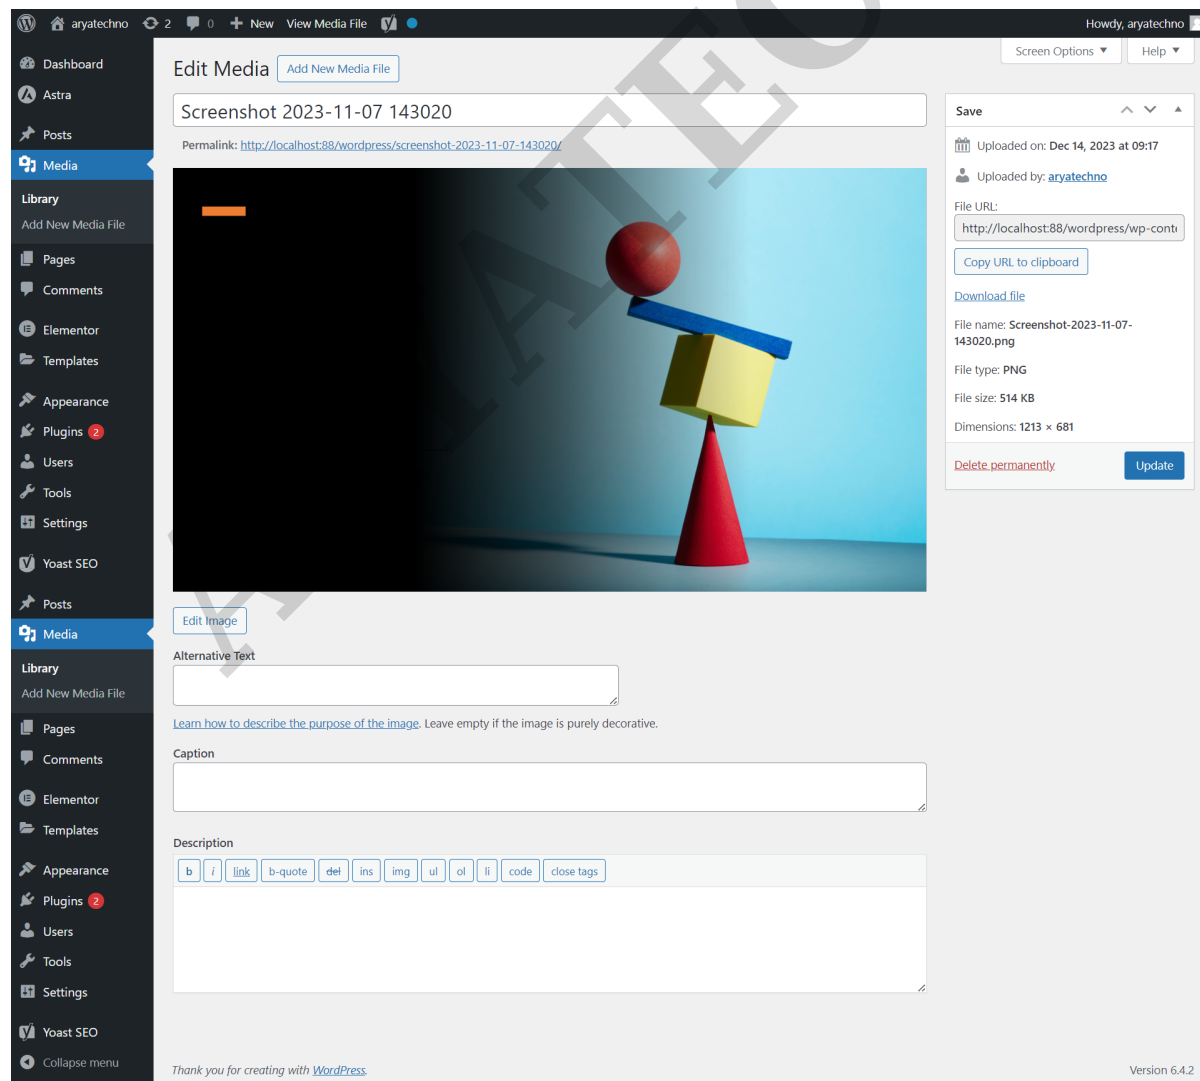 aryatechno 2 0 New View Media File Howdy, aryatechno
Screen Options ▼ Help ▼
Dashboard
Astra
Posts
Media
Library
Add New Media File
Pages
Comments
Elementor
Templates
Appearance
Plugins 2
Users
Tools
Settings
Yoast SEO
Posts
Media
Library
Add New Media File
Pages
Comments
Elementor
Templates
Appearance
Plugins 2
Users
Tools
Settings
Yoast SEO
Collapse menu
Edit Media Add New Media File
Screenshot 2023-11-07 143020
Permalink: http://localhost:88/wordpress/screenshot-2023-11-07-143020/
Edit Image
Alternative Text
Learn how to describe the purpose of the image. Leave empty if the image is purely decorative.
Caption
Description
b i link b-quote del ins img ul ol li code close tags
Save
Uploaded on: Dec 14, 2023 at 09:17
Uploaded by: aryatechno
File URL:
http://localhost:88/wordpress/wp-conte
Copy URL to clipboard
Download file
File name: Screenshot-2023-11-07-
143020.png
File type: PNG
File size: 514 KB
Dimensions: 1213 × 681
Delete permanently Update
Thank you for creating with WordPress.
Version 6.4.2